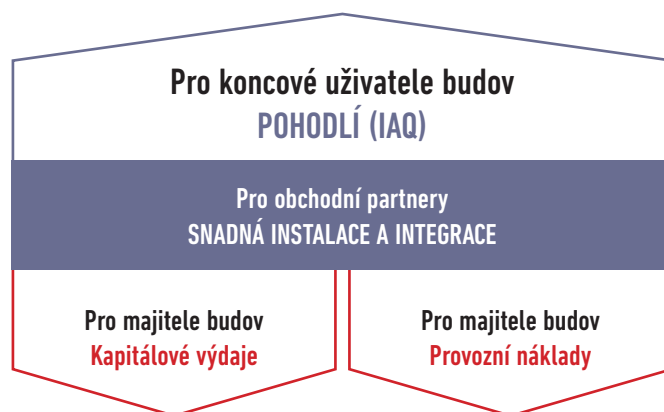 Pro koncové uživatele budov
POHODLÍ (IAQ)
Pro obchodní partnery
SNADNÁ INSTALACE A INTEGRACE
Pro majitele budov
Kapitálové výdaje
Pro majitele budov
Provozní náklady